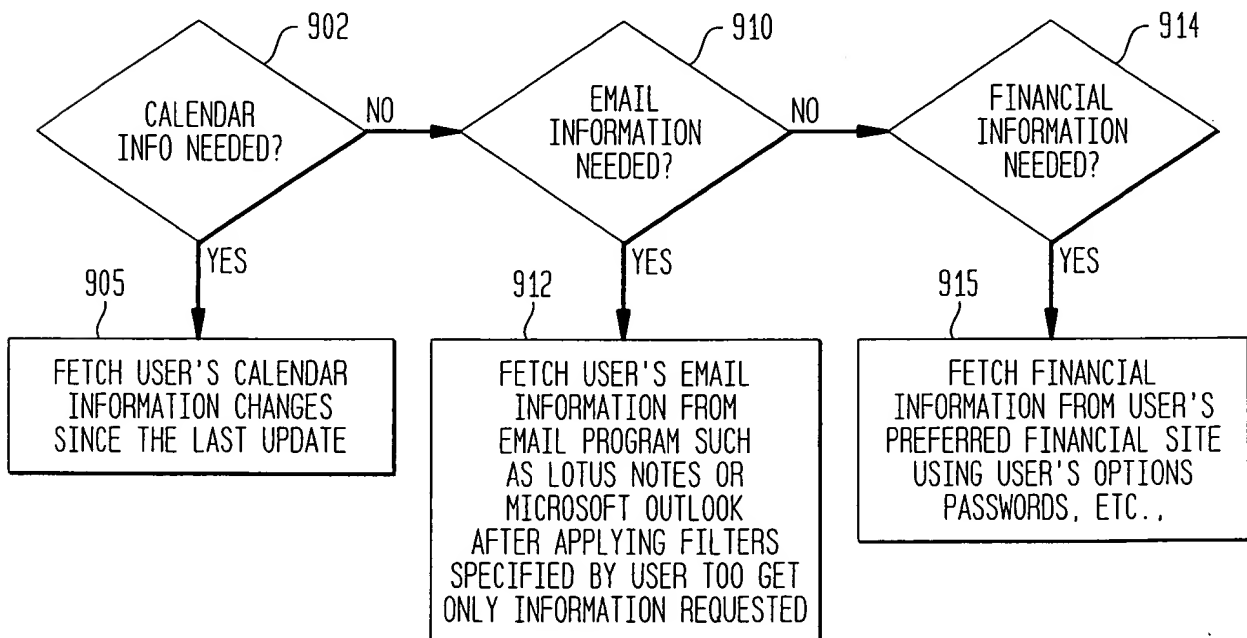 902
CALENDAR
INFO NEEDED?
NO
YES
905
FETCH USER'S CALENDAR
INFORMATION CHANGES
SINCE THE LAST UPDATE
910
EMAIL
INFORMATION
NEEDED?
NO
YES
912
FETCH USER'S EMAIL
INFORMATION FROM
EMAIL PROGRAM SUCH
AS LOTUS NOTES OR
MICROSOFT OUTLOOK
AFTER APPLYING FILTERS
SPECIFIED BY USER TOO GET
ONLY INFORMATION REQUESTED
914
FINANCIAL
INFORMATION
NEEDED?
YES
915
FETCH FINANCIAL
INFORMATION FROM USER'S
PREFERRED FINANCIAL SITE
USING USER'S OPTIONS
PASSWORDS, ETC.,